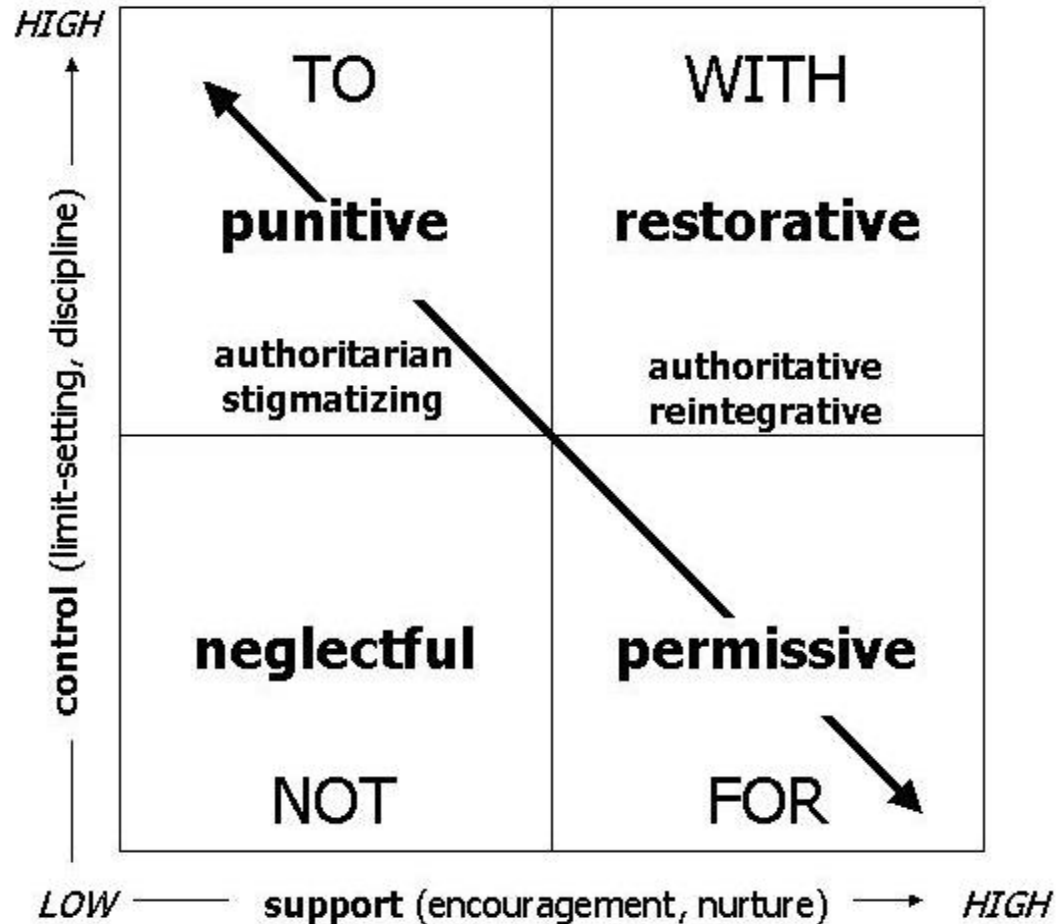 HIGH
TO
WITH
punitive
restorative
authoritarian
stigmatizing
authoritative
reintegrative
control (limit-setting, discipline)
neglectful
permissive
NOT
FOR
LOW
support (encouragement, nurture)
HIGH